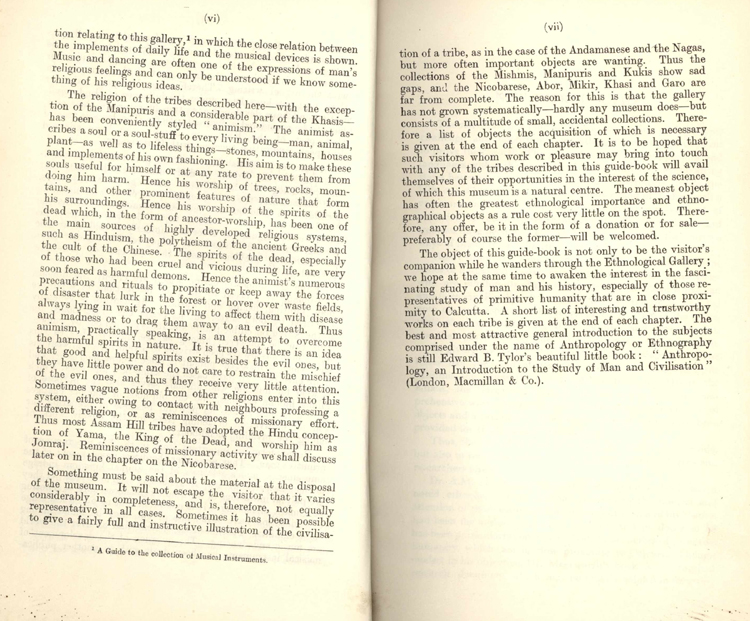 (vi)
tion relating to this gallery,¹ in which the close relation between
the implements of daily life and the musical devices is shown.
Music and dancing are often one of the expressions of man's
religious feelings and can only be understood if we know some-
thing of his religious ideas.
The religion of the tribes described here—with the excep-
tion of the Manipuris and a considerable part of the Khasis—
has been conveniently styled "animism." The animist as-
cribes a soul or a soul-stuff to every living being—man, animal,
plant—as well to lifeless things—stones, mountains, houses
and implements of his own fashioning. His aim is to make these
souls useful for himself or at any rate to prevent them from
doing him harm. Hence his worship of trees, rocks, moun-
tains, and other prominent features of nature that form
his surroundings. Hence his worship of the spirits of the
dead which, in the form of ancestor-worship, has been one of
the main sources of highly developed religious systems,
such as Hinduism, the polytheism of the ancient Greeks and
the cult of the Chinese. The spirits of the dead, especially
of those who had been cruel and vicious during life, are very
soon feared as harmful demons. Hence the animist's numerous
precautions and rituals to propitiate or keep away the forces
of disaster that lurk in the forest or hover over waste fields,
always lying in wait for the living to affect them with disease
and madness or to drag them away to an evil death. Thus
animism, practically speaking, is an attempt to overcome
the harmful spirits in nature. It is true that there is an idea
that good and helpful spirits exist besides the evil ones, but
they have little power and do not care to restrain the mischief
of the evil ones, and thus they receive very little attention.
Sometimes vague notions from other religions enter into this
system, either owing to contact with neighbours professing a
different religion, or as reminiscences of missionary effort.
Thus most Assam Hill tribes have adopted the Hindu concep-
tion of Yama, the King of the Dead, and worship him as
Jomraj. Reminiscences of missionary activity we shall discuss
later on in the chapter on the Nicobarese.
Something must be said about the material at the disposal
of the museum. It will not escape the visitor that it varies
considerably in completeness, and is, therefore, not equally
representative in all cases. Sometimes it has been possible
to give a fairly full and instructive illustration of the civilisa-
¹ A Guide to the collection of Musical Instruments.
(vii)
tion of a tribe, as in the case of the Andamanese and the Nagas,
but more often important objects are wanting. Thus the
collections of the Mishmis, Manipuris and Kukis show sad
gaps, and the Nicobarese, Abor, Mikir, Khasi and Garo are
far from complete. The reason for this is that the gallery
has not grown systematically—hardly any museum does—but
consists of a multitude of small, accidental collections. There-
fore a list of objects the acquisition of which is necessary
is given at the end of each chapter. It is to be hoped that
such visitors whom work or pleasure may bring into touch
with any of the tribes described in this guide-book will avail
themselves of their opportunities in the interest of the science,
of which this museum is a natural centre. The meanest object
has often the greatest ethnological importance and ethno-
graphical objects as a rule cost very little on the spot. There-
fore, any offer, be it in the form of a donation or for sale—
preferably of course the former—will be welcomed.
The object of this guide-book is not only to be the visitor's
companion while he wanders through the Ethnological Gallery ;
we hope at the same time to awaken the interest in the fasci-
nating study of man and his history, especially of those re-
presentatives of primitive humanity that are in close proxi-
mity to Calcutta. A short list of interesting and trustworthy
works on each tribe is given at the end of each chapter. The
best and most attractive general introduction to the subjects
comprised under the name of Anthropology or Ethnography
is still Edward B. Tylor's beautiful little book : "Anthropo-
logy, an Introduction to the Study of Man and Civilisation"
(London, Macmillan & Co.).